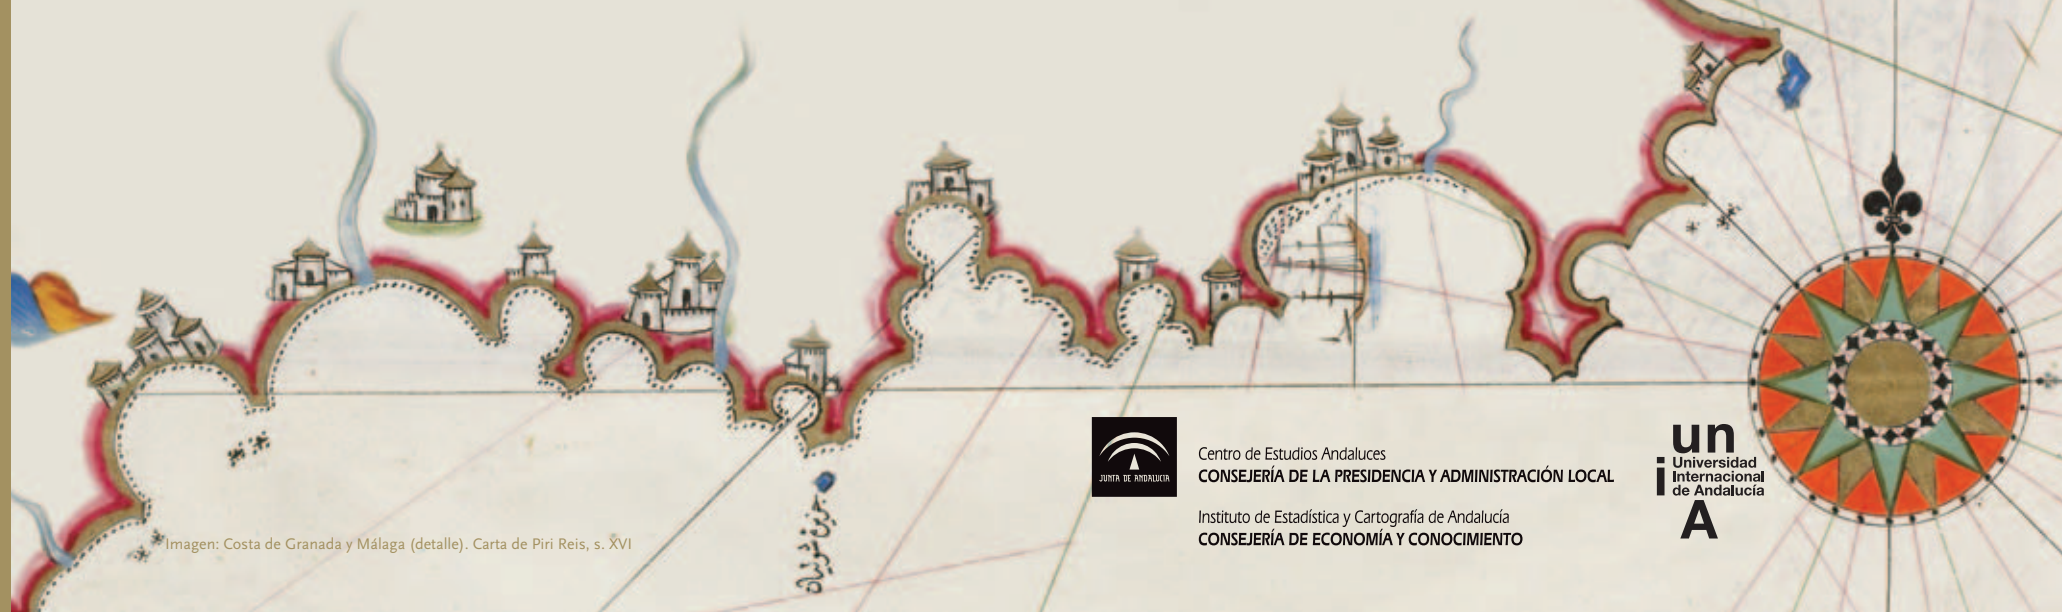 JUNTA DE ANDALUCIA
Centro de Estudios Andaluces
CONSEJERÍA DE LA PRESIDENCIA Y ADMINISTRACIÓN LOCAL
Instituto de Estadística y Cartografía de Andalucía
CONSEJERÍA DE ECONOMÍA Y CONOCIMIENTO
un
i
Universidad
Internacional
de Andalucía
A
Imagen: Costa de Granada y Málaga (detalle). Carta de Piri Reis, s. XVI